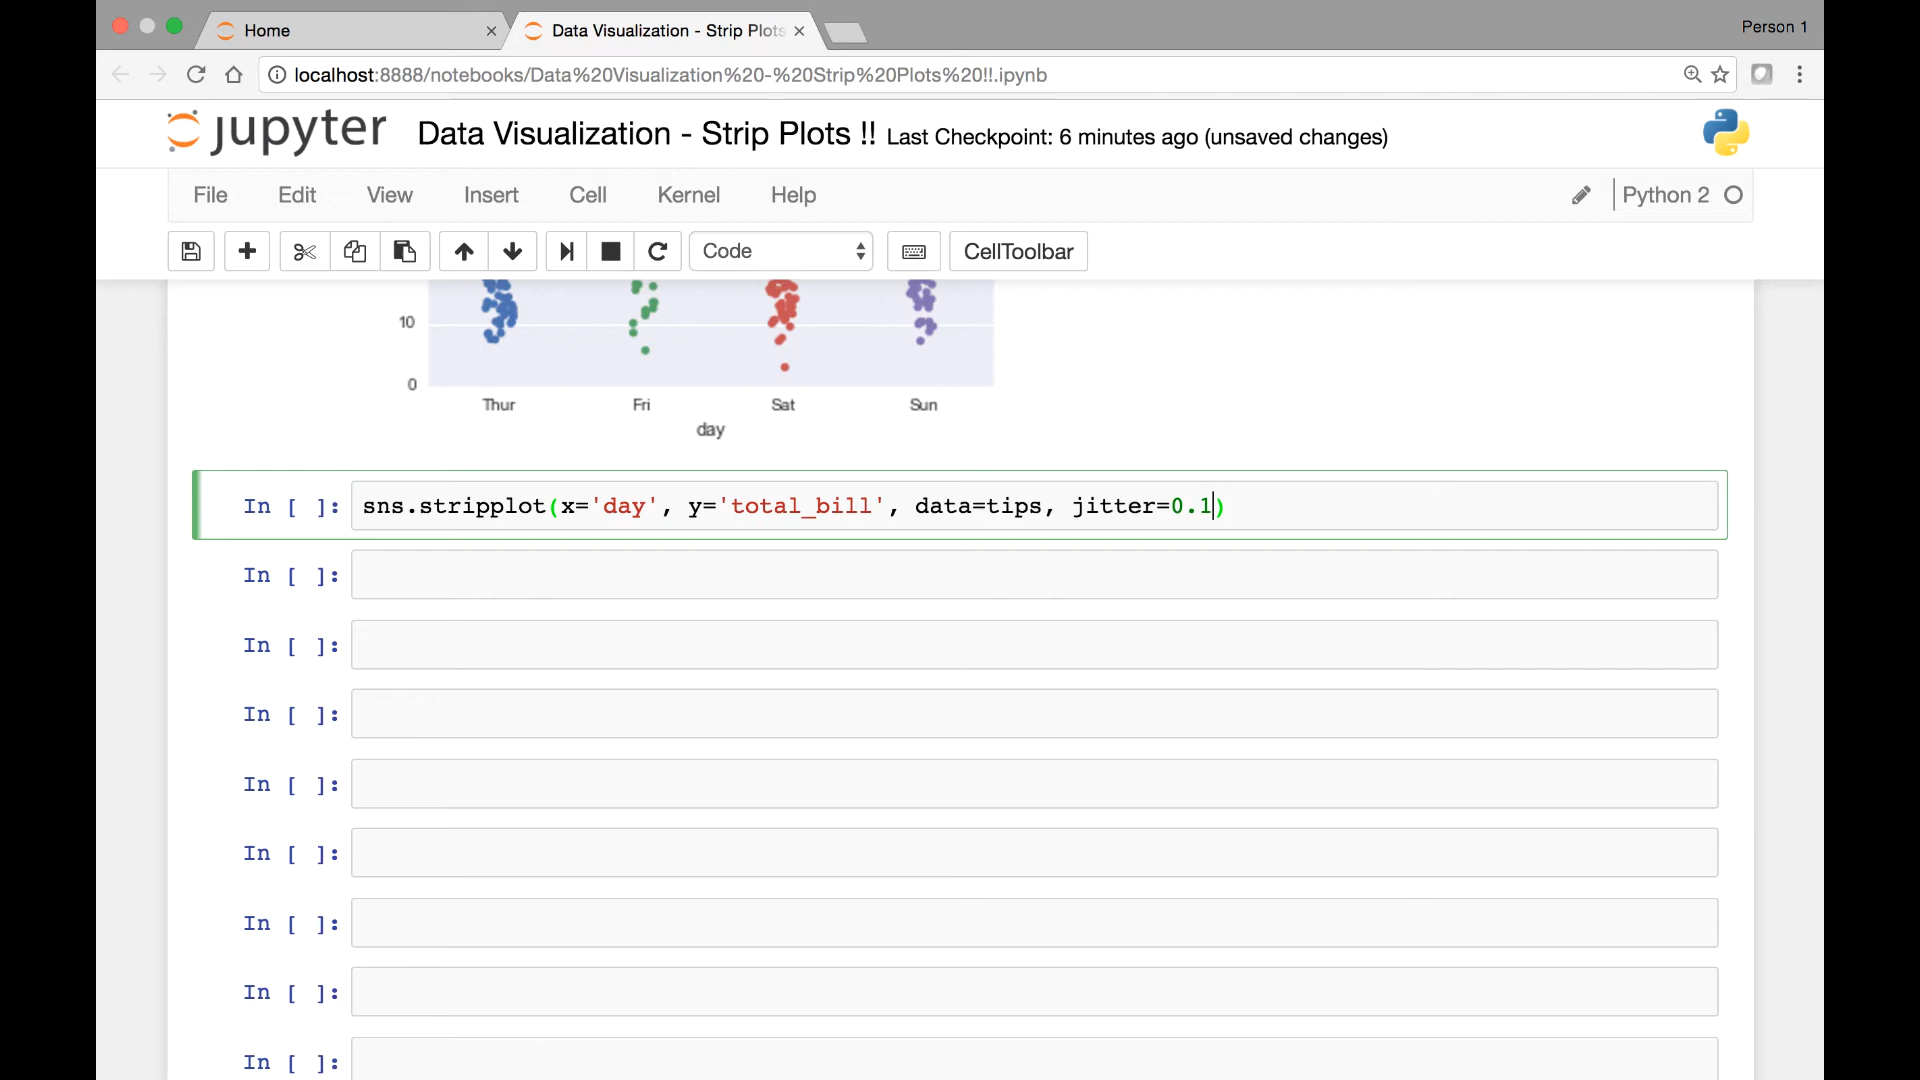 Home
Data Visualization - Strip Plots
Person 1
localhost:8888/notebooks/Data%20Visualization%20-%20Strip%20Plots%20!!.ipynb
jupyter Data Visualization - Strip Plots !! Last Checkpoint: 6 minutes ago (unsaved changes)
File Edit View Insert Cell Kernel Help Python 2
Code CellToolbar
10
0
Thur Fri Sat Sun
day
In [ ]: sns.stripplot(x='day', y='total_bill', data=tips, jitter=0.1)
In [ ]:
In [ ]:
In [ ]:
In [ ]:
In [ ]:
In [ ]:
In [ ]:
In [ ]: